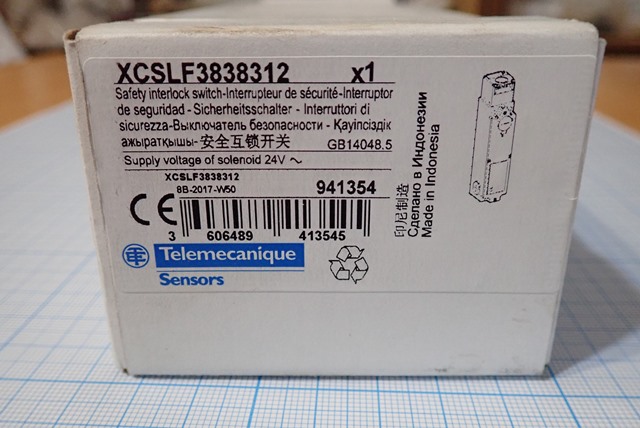 XCSLF3838312 x1
Safety interlock switch-Interrupteur de sécurité-Interruptor
de seguridad - Sicherheitsschalter - Interruttori di
sicurezza-Выключатель безопасности - Қауіпсіздік
ажыратқышы-安全互锁开关 GB14048.5
Supply voltage of solenoid 24V ~
XCSLF3838312
8B-2017-W50 941354
CE
3 606489 413545
Telemecanique
Sensors
印尼制造
Сделано в Индонезии
Made in Indonesia